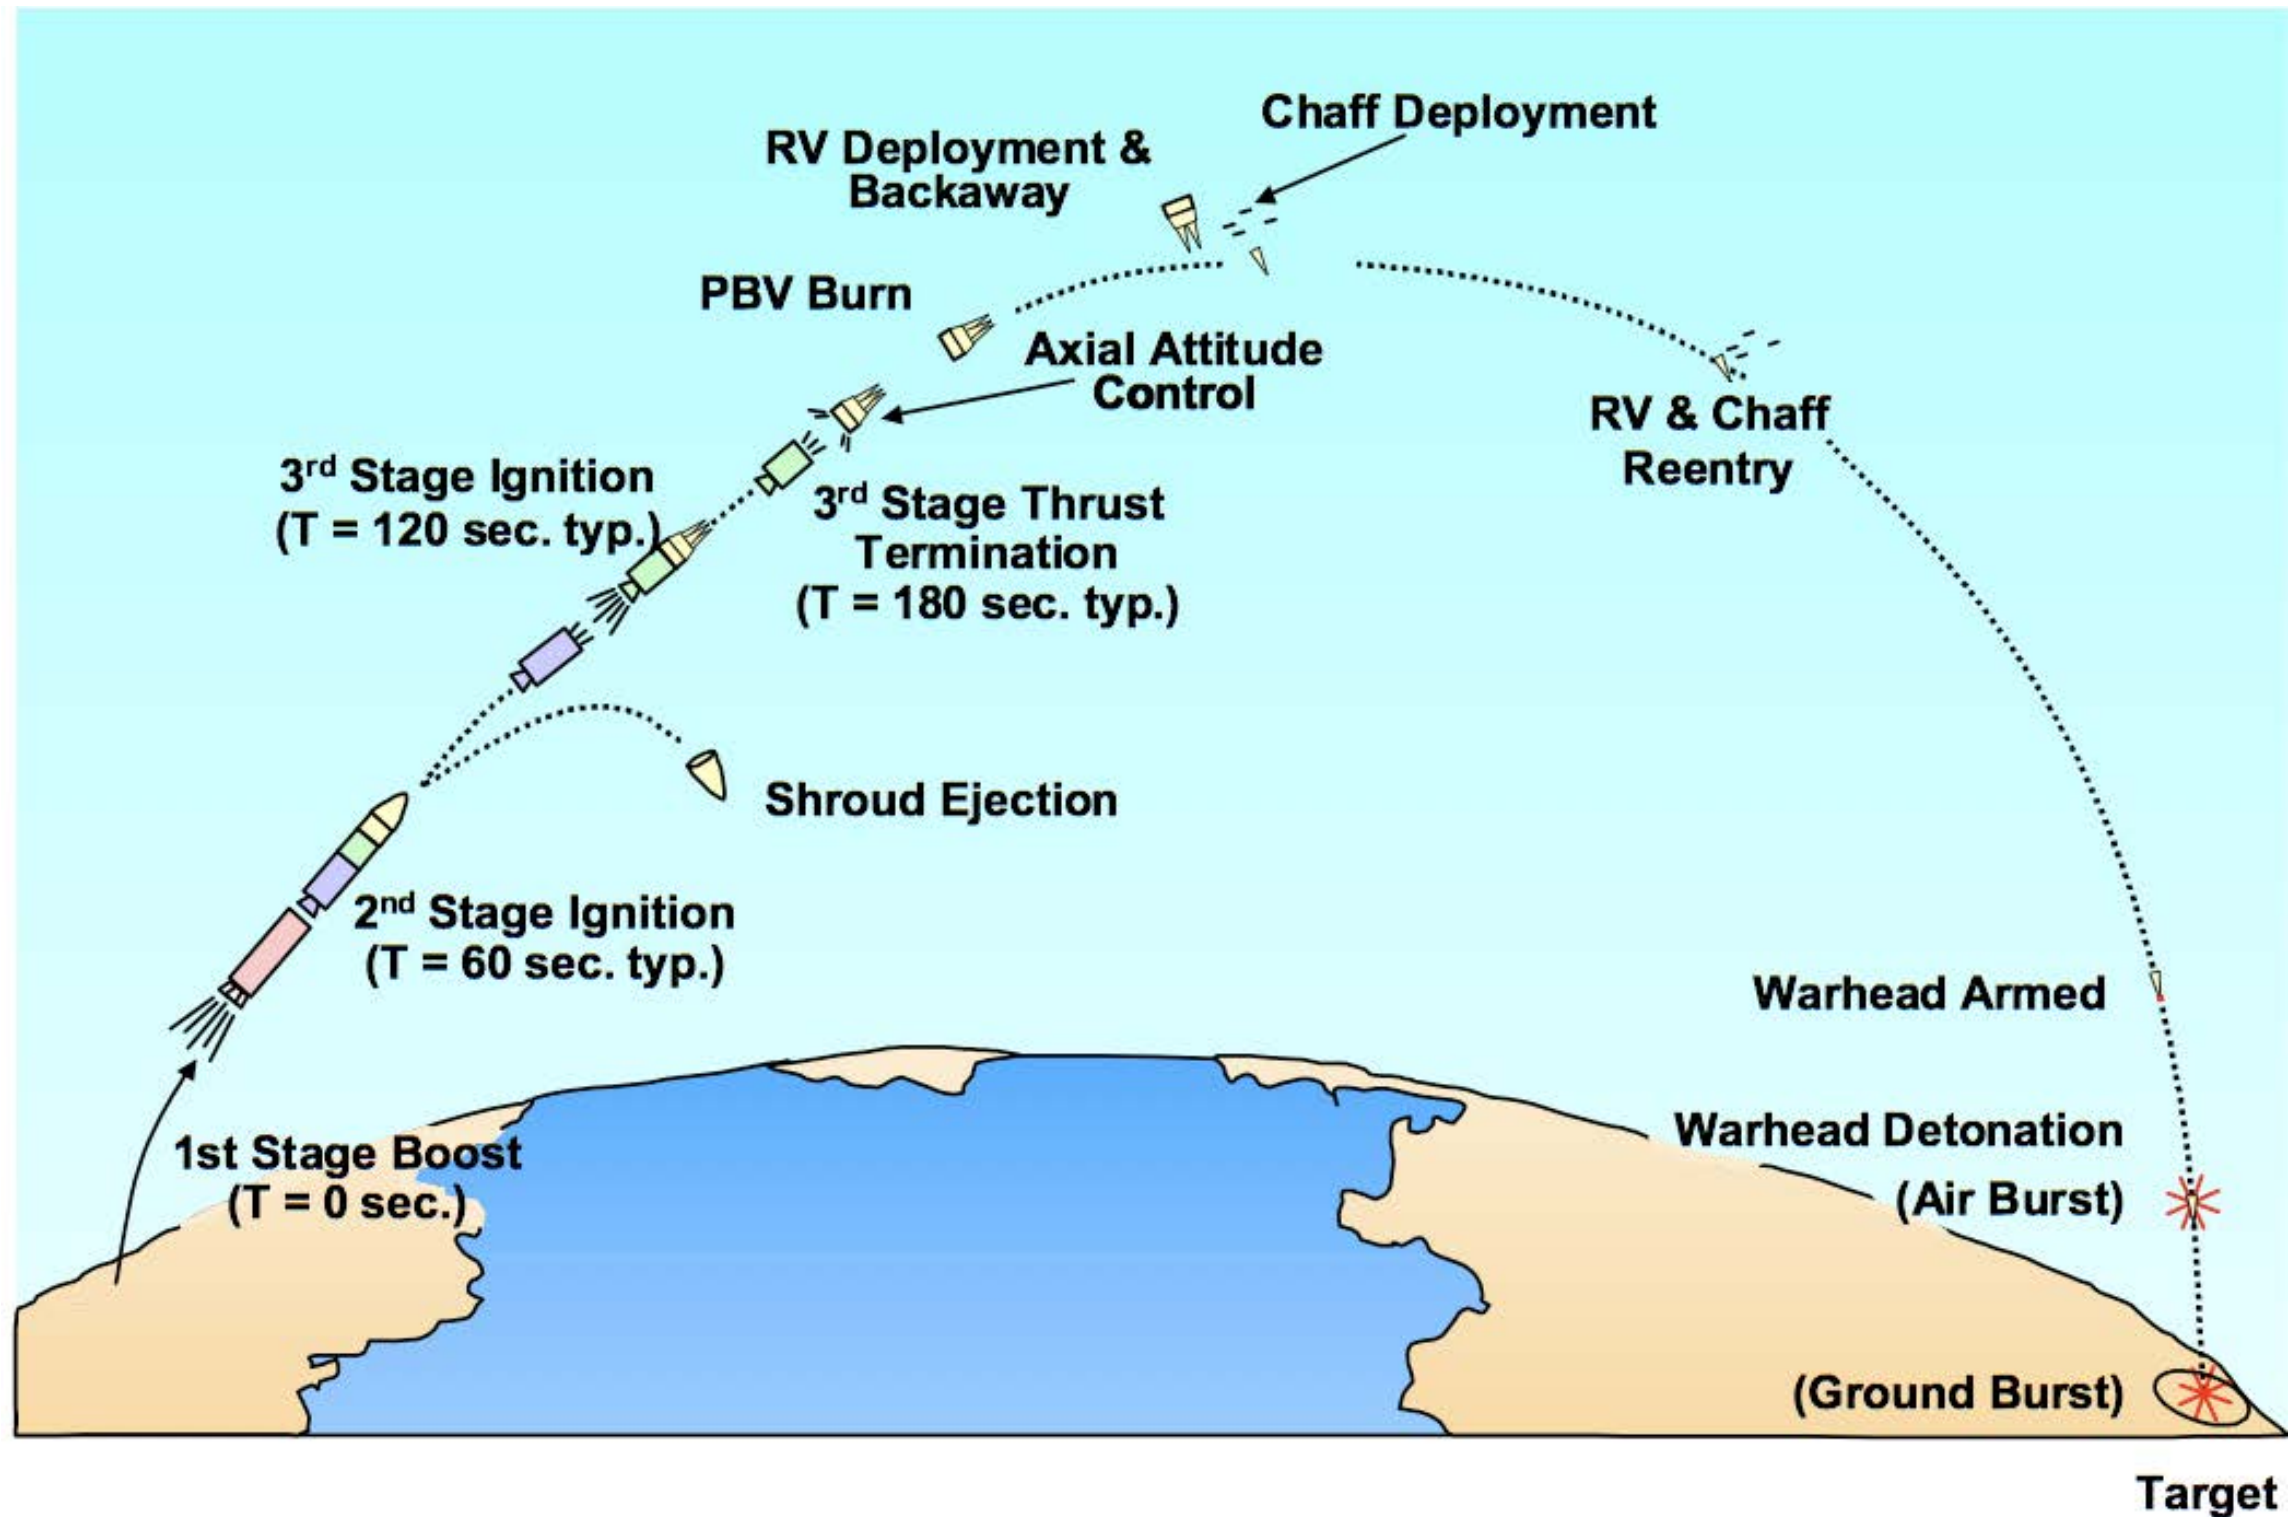 Chaff Deployment
RV Deployment &
Backaway
PBV Burn
Axial Attitude
Control
RV & Chaff
Reentry
3rd Stage Ignition
(T = 120 sec. typ.)
3rd Stage Thrust
Termination
(T = 180 sec. typ.)
Shroud Ejection
2nd Stage Ignition
(T = 60 sec. typ.)
Warhead Armed
1st Stage Boost
(T = 0 sec.)
Warhead Detonation
(Air Burst)
(Ground Burst)
Target